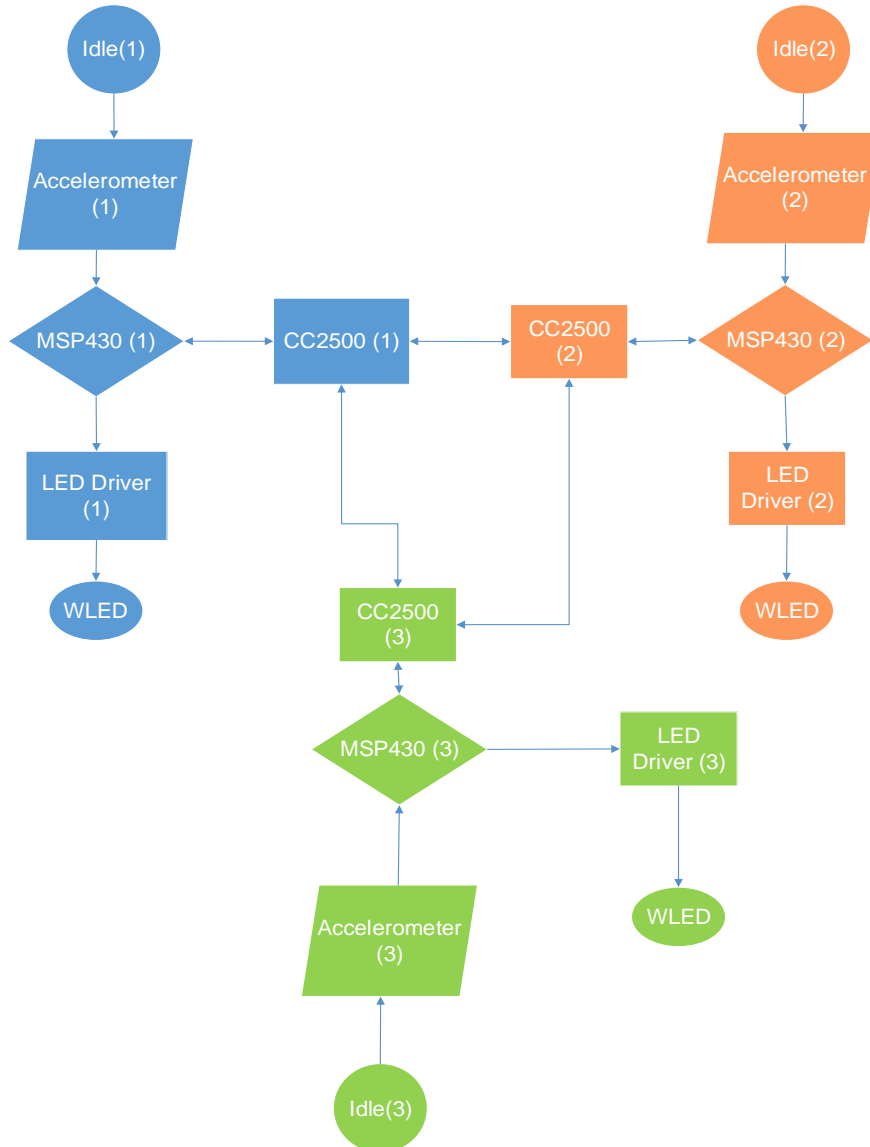 Idle(1)
Idle(2)
Accelerometer
(1)
Accelerometer
(2)
MSP430 (1)
CC2500 (1)
CC2500
(2)
MSP430 (2)
LED Driver
(1)
LED
Driver (2)
WLED
WLED
CC2500
(3)
MSP430 (3)
LED
Driver (3)
Accelerometer
(3)
WLED
Idle(3)